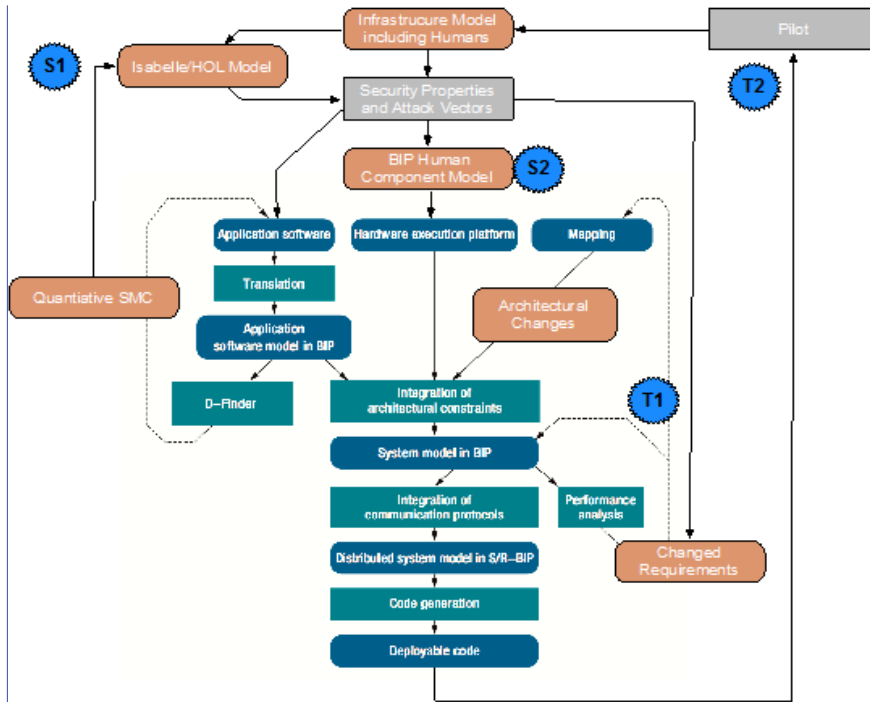 Infrastrucure Model
including Humans
Pilot
S1
Isabelle/HOL Model
T2
Security Properties
and Attack Vectors
BIP Human
Component Model
S2
Application software
Hardware execution platform
Mapping
Translation
Quantiative SMC
Architectural
Changes
Application
software model in BIP
D-Finder
Integration of
architectural constraints
T1
System model in BIP
Integration of
communication protocols
Performance
analysis
Distributed system model in S/R-BIP
Changed
Requirements
Code generation
Deployable code